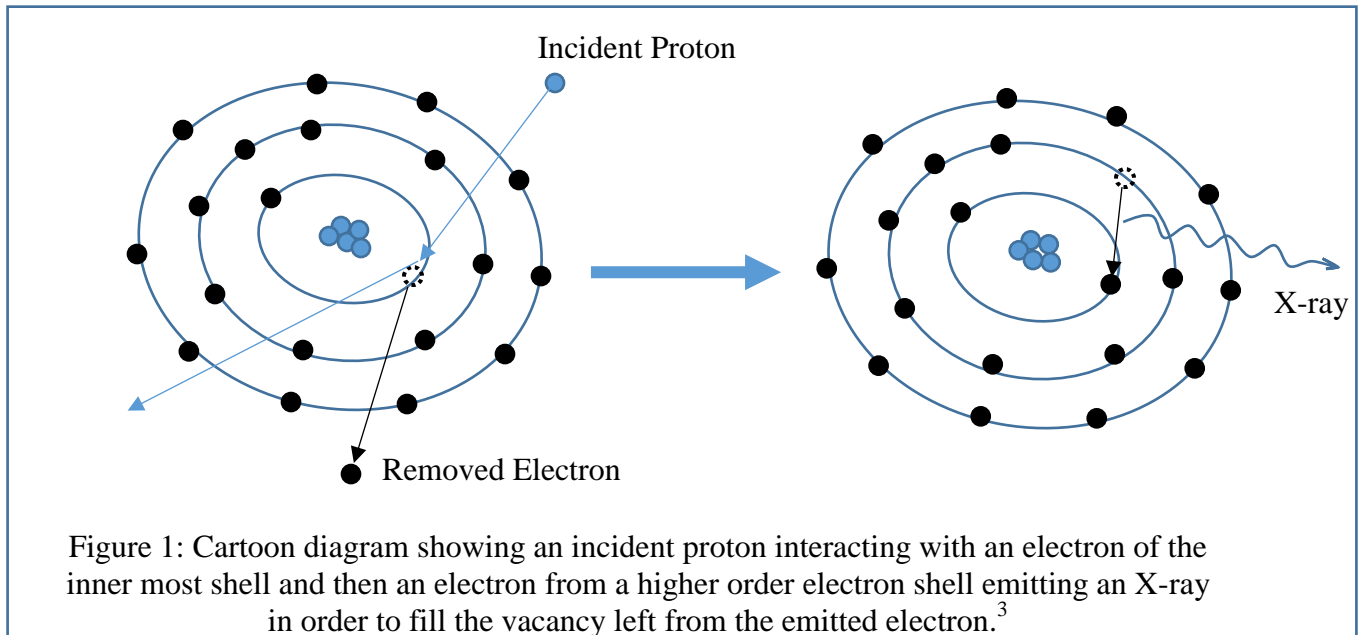 Incident Proton
X-ray
Removed Electron
Figure 1: Cartoon diagram showing an incident proton interacting with an electron of the
inner most shell and then an electron from a higher order electron shell emitting an X-ray
in order to fill the vacancy left from the emitted electron.³